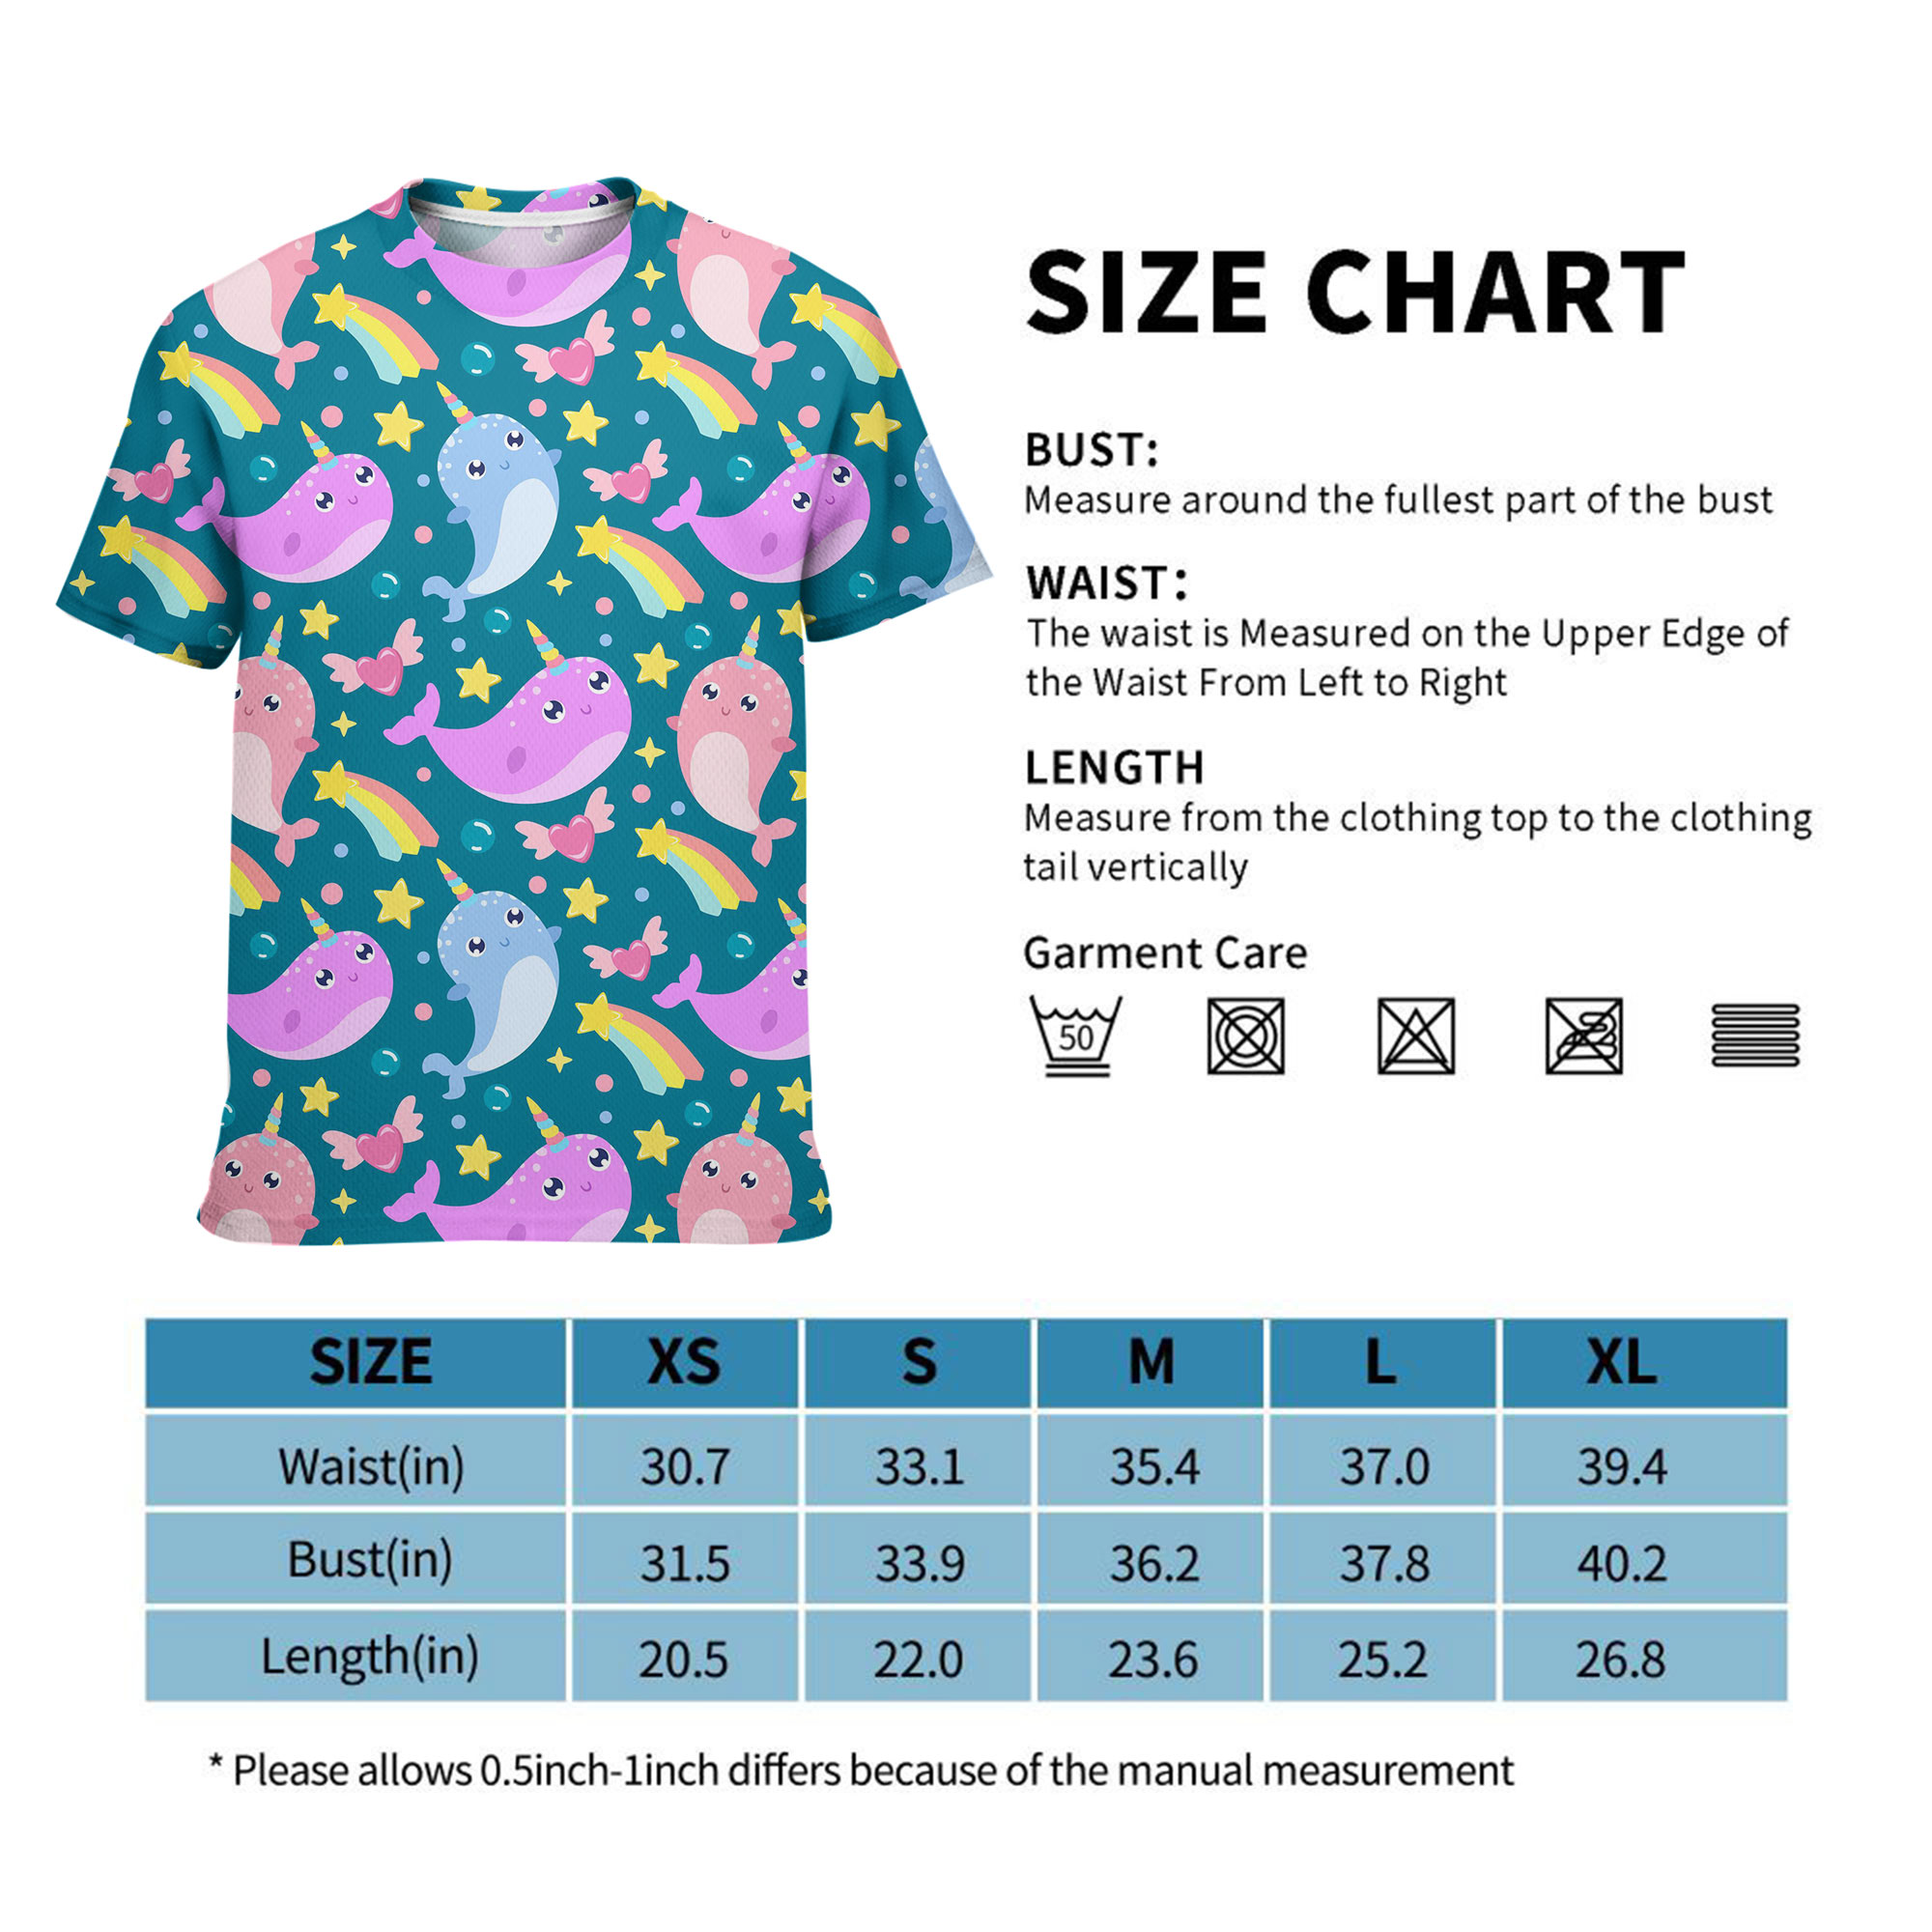 SIZE CHART
BUST:
Measure around the fullest part of the bust
WAIST:
The waist is Measured on the Upper Edge of
the Waist From Left to Right
LENGTH
Measure from the clothing top to the clothing
tail vertically
Garment Care
50
SIZE XS S M L XL
Waist(in) 30.7 33.1 35.4 37.0 39.4
Bust(in) 31.5 33.9 36.2 37.8 40.2
Length(in) 20.5 22.0 23.6 25.2 26.8
* Please allows 0.5inch-1inch differs because of the manual measurement